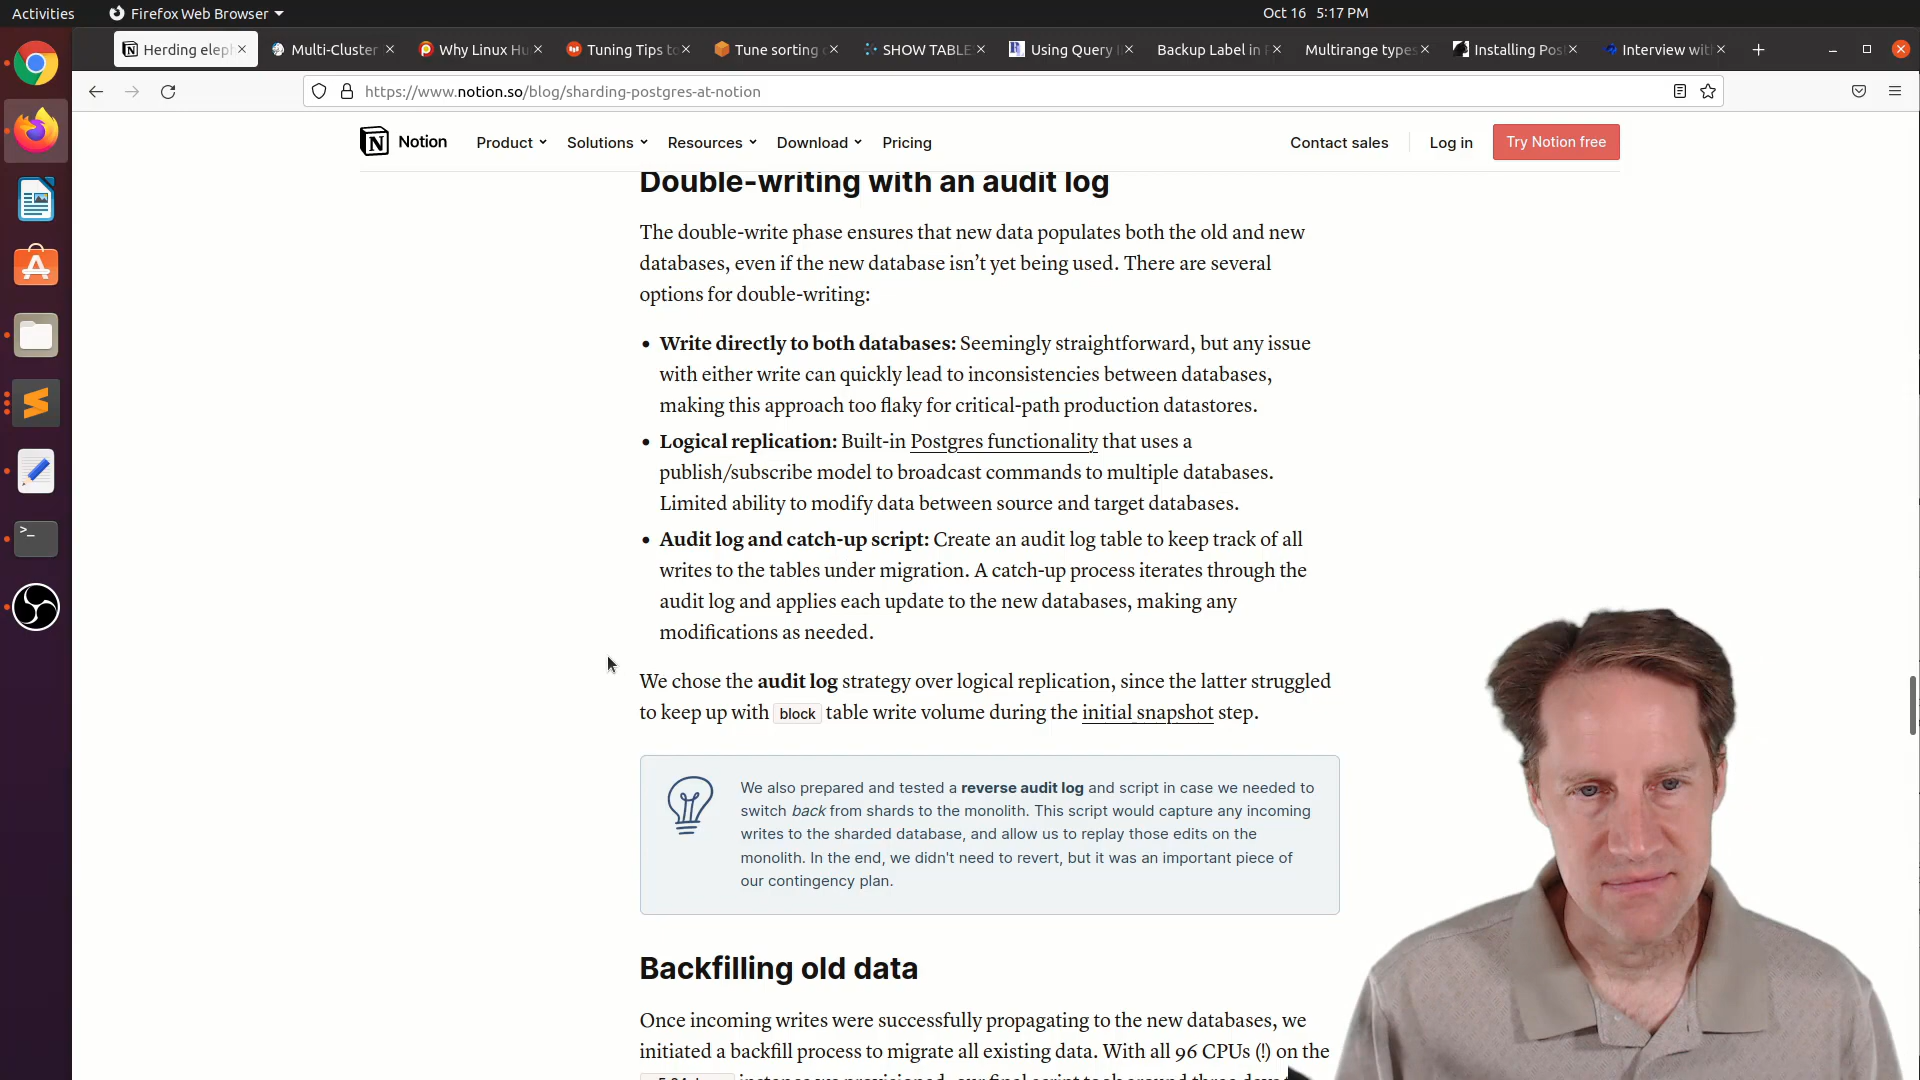 Activities
Firefox Web Browser
Oct 16 5:17 PM
Herding elep
Multi-Cluster
Why Linux Hu
Tuning Tips to
Tune sorting
SHOW TABLE
Using Query
Backup Label in
Multirange types
Installing Pos
Interview wit
https://www.notion.so/blog/sharding-postgres-at-notion
Notion
Product
Solutions
Resources
Download
Pricing
Contact sales
Log in
Try Notion free
Double-writing with an audit log
The double-write phase ensures that new data populates both the old and new
databases, even if the new database isn’t yet being used. There are several
options for double-writing:
• Write directly to both databases: Seemingly straightforward, but any issue
with either write can quickly lead to inconsistencies between databases,
making this approach too flaky for critical-path production datastores.
• Logical replication: Built-in Postgres functionality that uses a
publish/subscribe model to broadcast commands to multiple databases.
Limited ability to modify data between source and target databases.
• Audit log and catch-up script: Create an audit log table to keep track of all
writes to the tables under migration. A catch-up process iterates through the
audit log and applies each update to the new databases, making any
modifications as needed.
We chose the audit log strategy over logical replication, since the latter struggled
to keep up with block table write volume during the initial snapshot step.
We also prepared and tested a reverse audit log and script in case we needed to
switch back from shards to the monolith. This script would capture any incoming
writes to the sharded database, and allow us to replay those edits on the
monolith. In the end, we didn't need to revert, but it was an important piece of
our contingency plan.
Backfilling old data
Once incoming writes were successfully propagating to the new databases, we
initiated a backfill process to migrate all existing data. With all 96 CPUs (!) on the